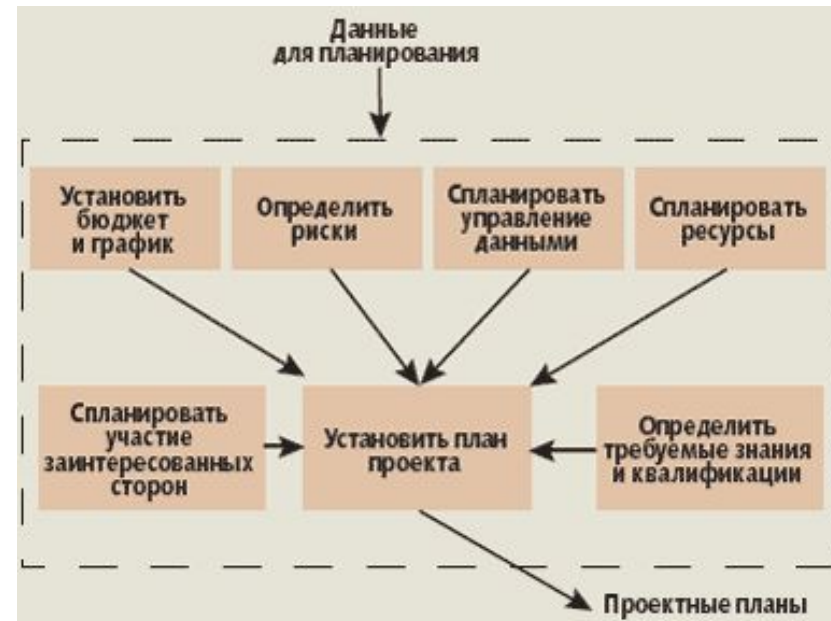 Данные
для планирования
Установить
бюджет
и график
Определить
риски
Спланировать
управление
данными
Спланировать
ресурсы
Спланировать
участие
заинтересованных
сторон
Установить план
проекта
Определить
требуемые знания
и квалификации
Проектные планы